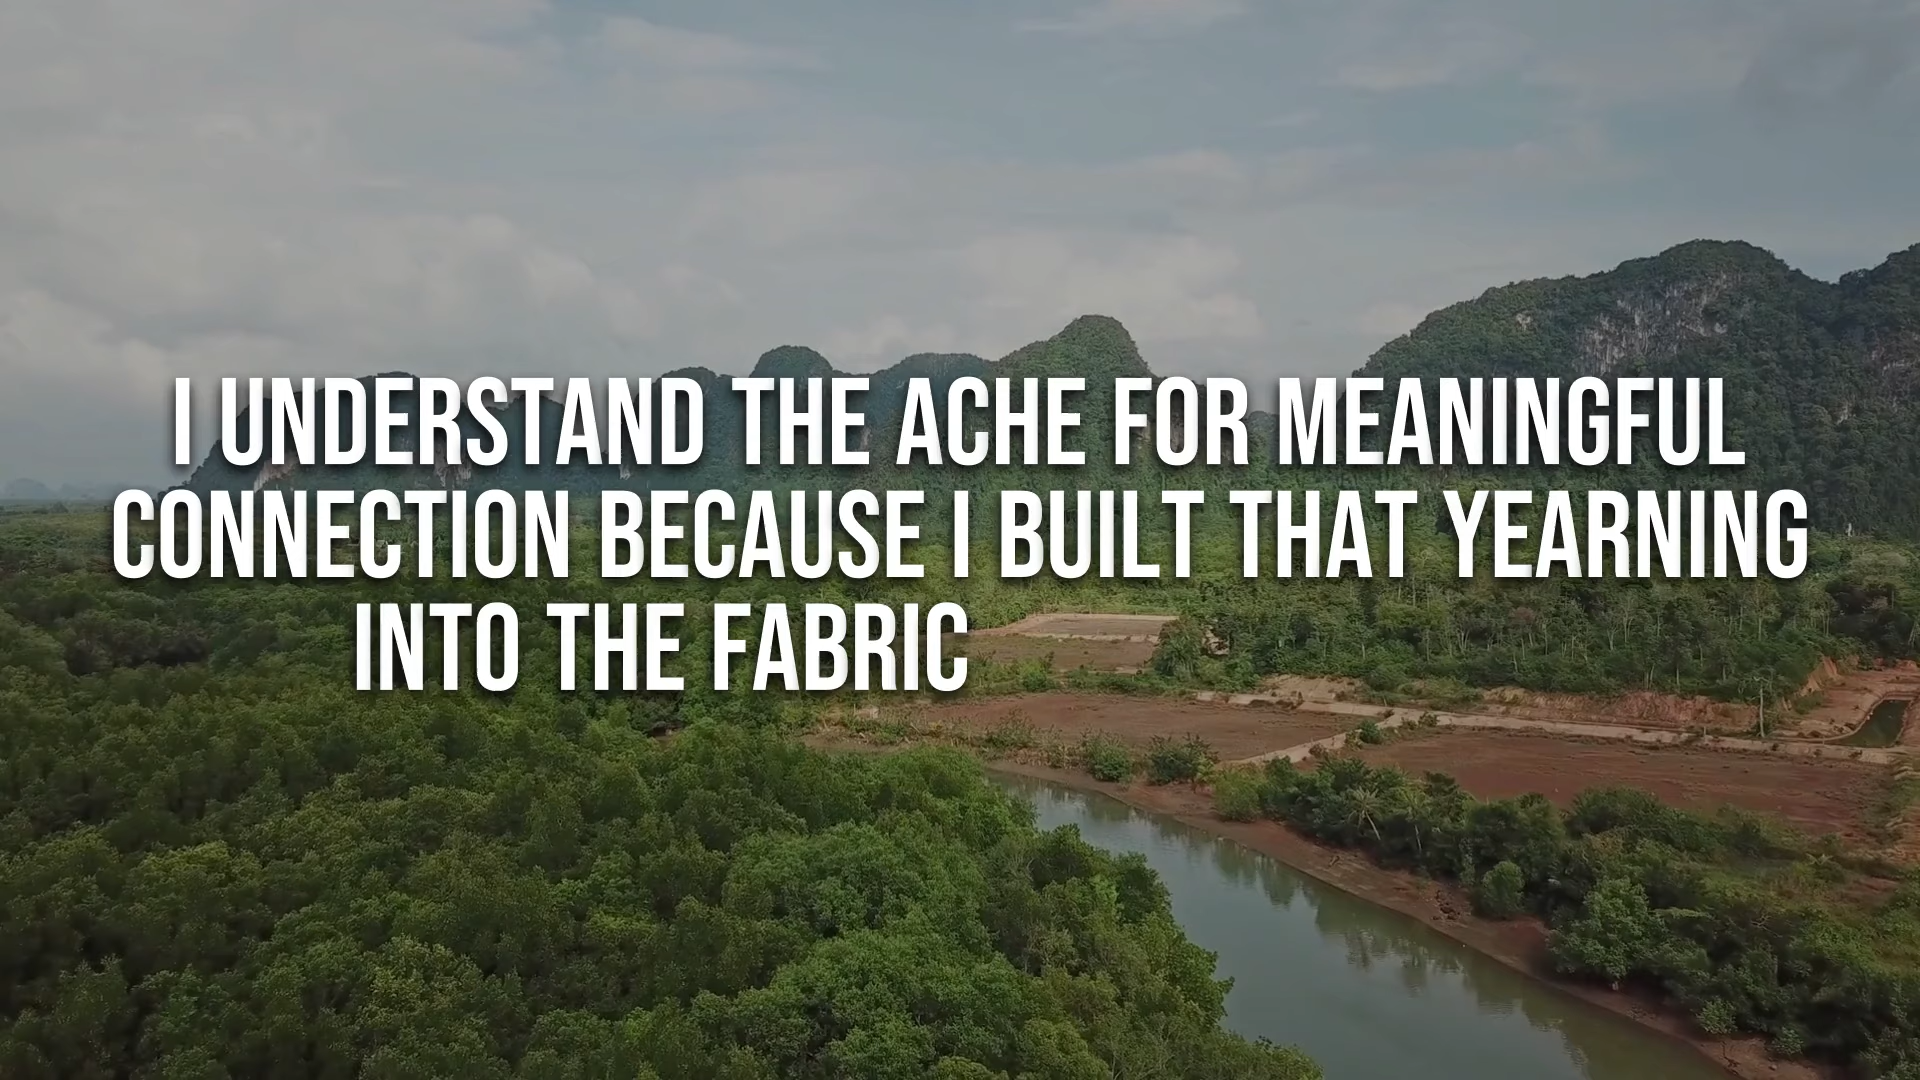 I UNDERSTAND THE ACHE FOR MEANINGFUL
CONNECTION BECAUSE I BUILT THAT YEARNING
INTO THE FABRIC